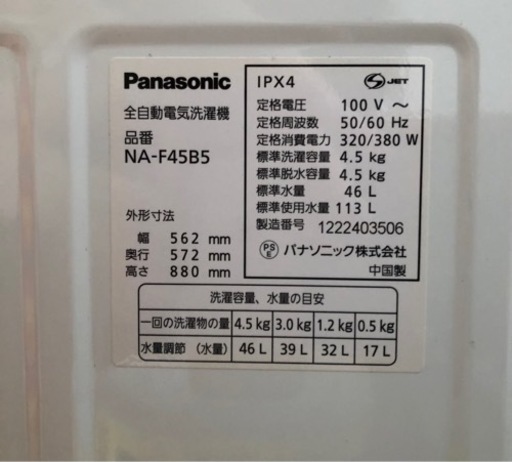 Panasonic
全自動電気洗濯機
品番
NA-F45B5
外形寸法
幅 562 mm
奥行 572 mm
高さ 880 mm
IPX4 S JET
定格電圧 100 V ～
定格周波数 50/60 Hz
定格消費電力 320/380 W
標準洗濯容量 4.5 kg
標準脱水容量 4.5 kg
標準水量 46 L
標準使用水量 113 L
製造番号 1222403506
PSE パナソニック株式会社
中国製
洗濯容量、水量の目安
一回の洗濯物の量 4.5 kg 3.0 kg 1.2 kg 0.5 kg
水量調節 (水量) 46 L 39 L 32 L 17 L